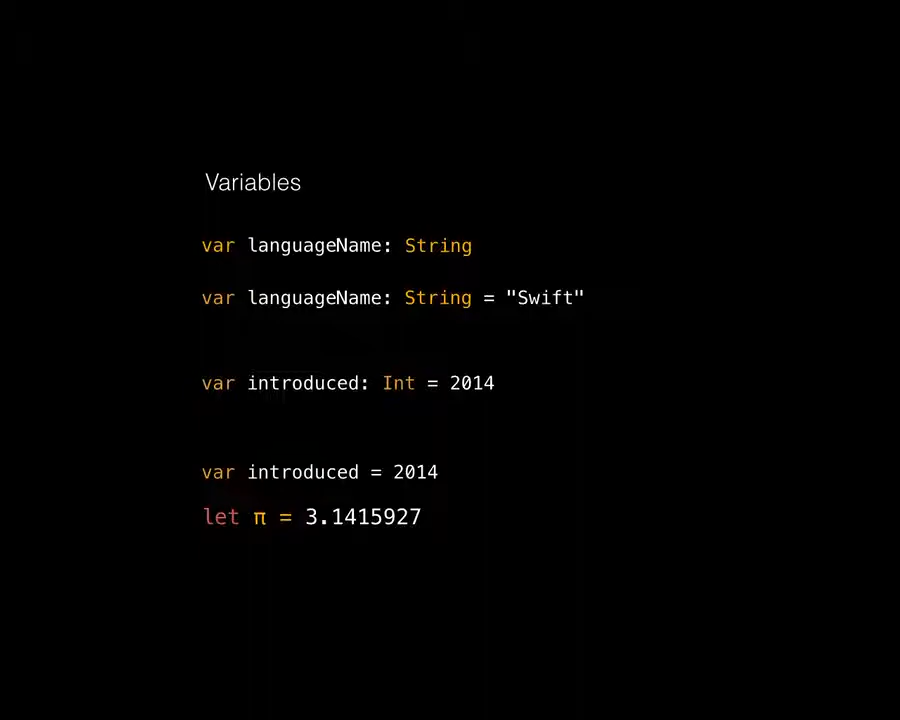 Variables
var languageName: String
var languageName: String = "Swift"
var introduced: Int = 2014
var introduced = 2014
let π = 3.1415927